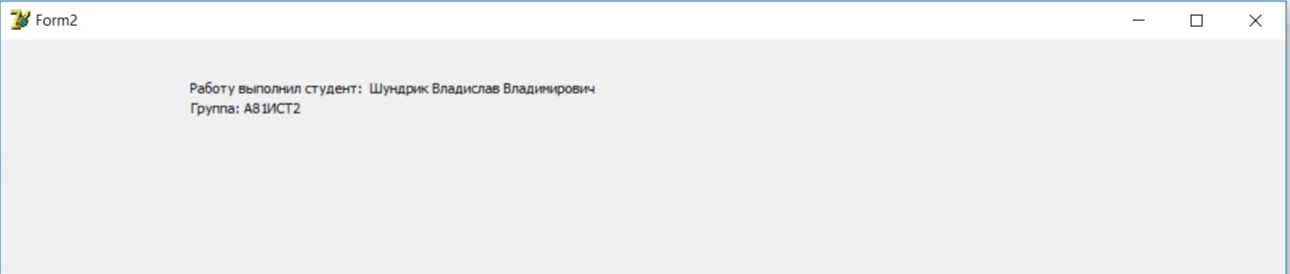 Form2
Работу выполнил студент: Шундрик Владислав Владимирович
Группа: А81ИСТ2